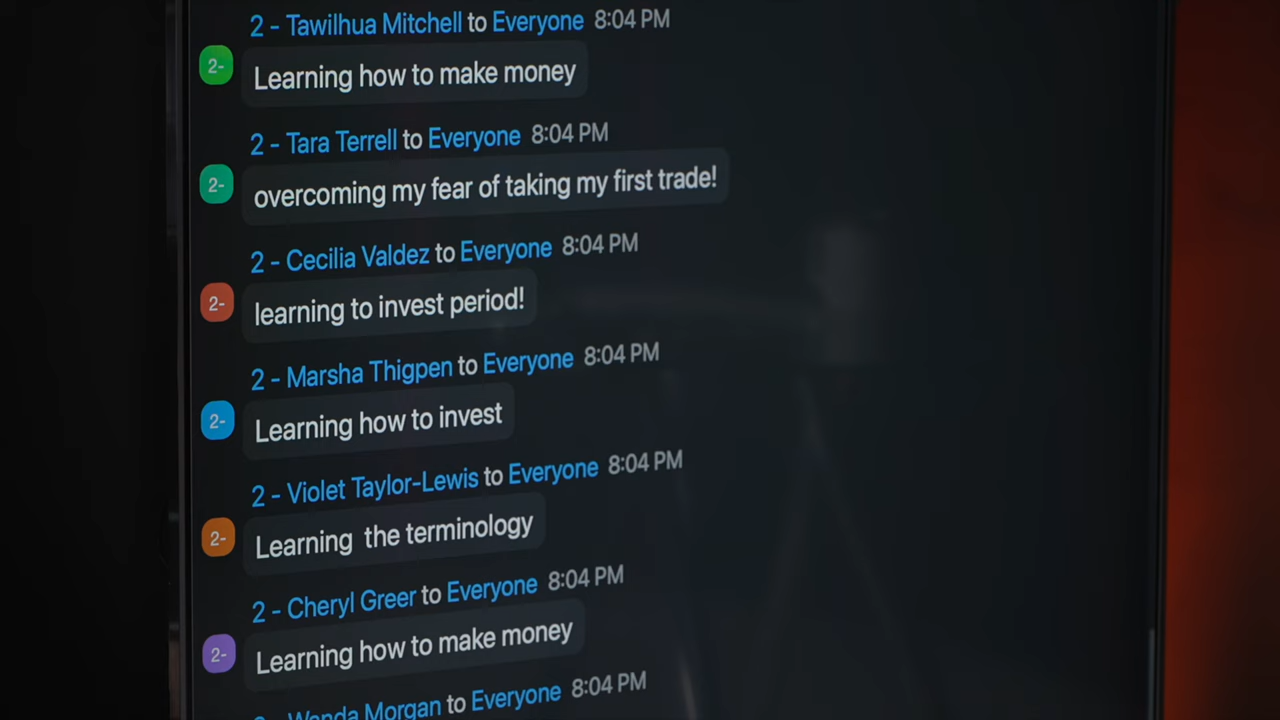 2 - Tawilhua Mitchell to Everyone 8:04 PM
2-
Learning how to make money
2 - Tara Terrell to Everyone 8:04 PM
2-
overcoming my fear of taking my first trade!
2 - Cecilia Valdez to Everyone 8:04 PM
2-
learning to invest period!
2 - Marsha Thigpen to Everyone 8:04 PM
2-
Learning how to invest
2 - Violet Taylor-Lewis to Everyone 8:04 PM
2-
Learning the terminology
2 - Cheryl Greer to Everyone 8:04 PM
2-
Learning how to make money
2 - Wanda Morgan to Everyone 8:04 PM